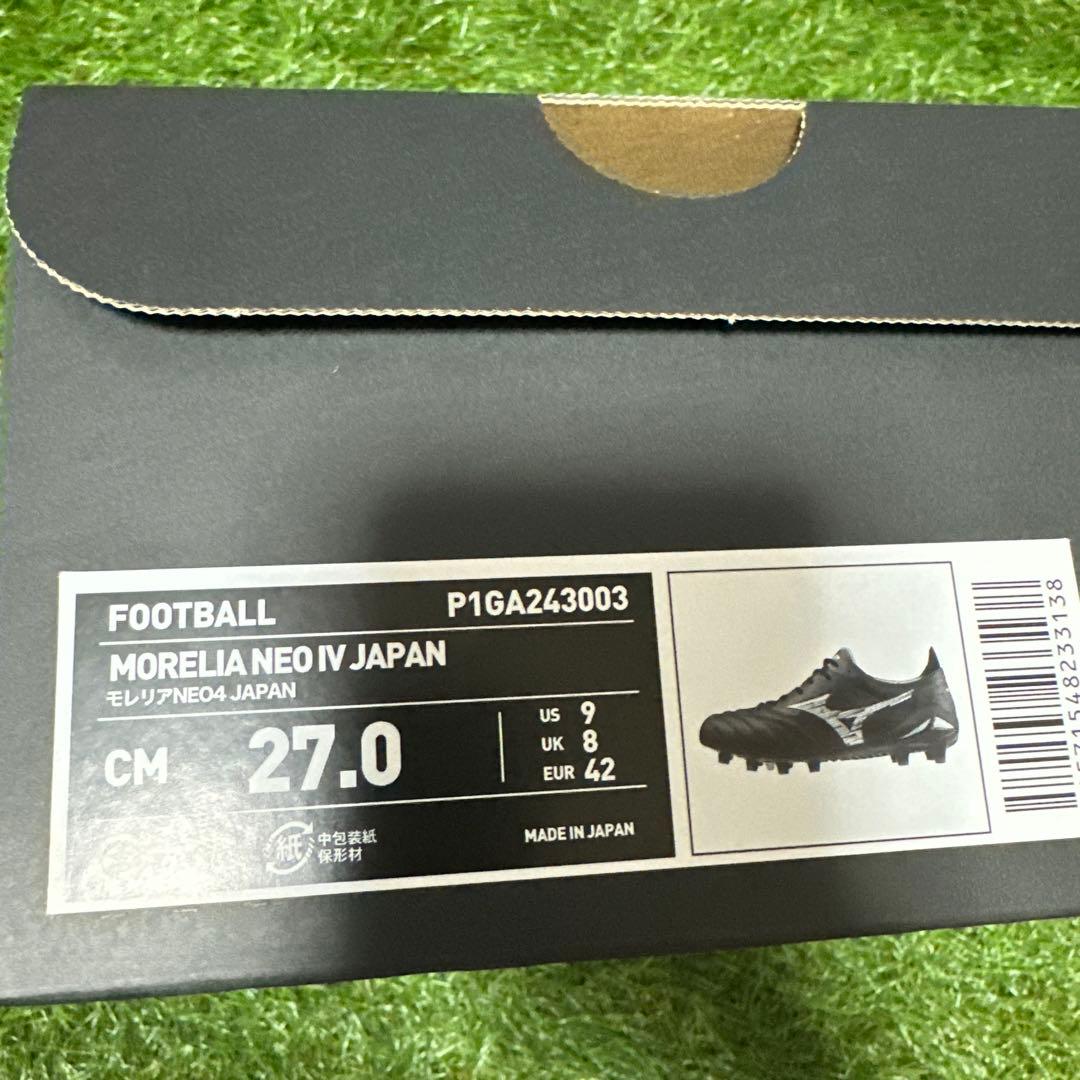 FOOTBALL
P1GA243003
MORELIA NEO IV JAPAN
モレリアNEO4 JAPAN
CM 27.0
US 9
UK 8
EUR 42
紙 中包装紙
保形材
MADE IN JAPAN